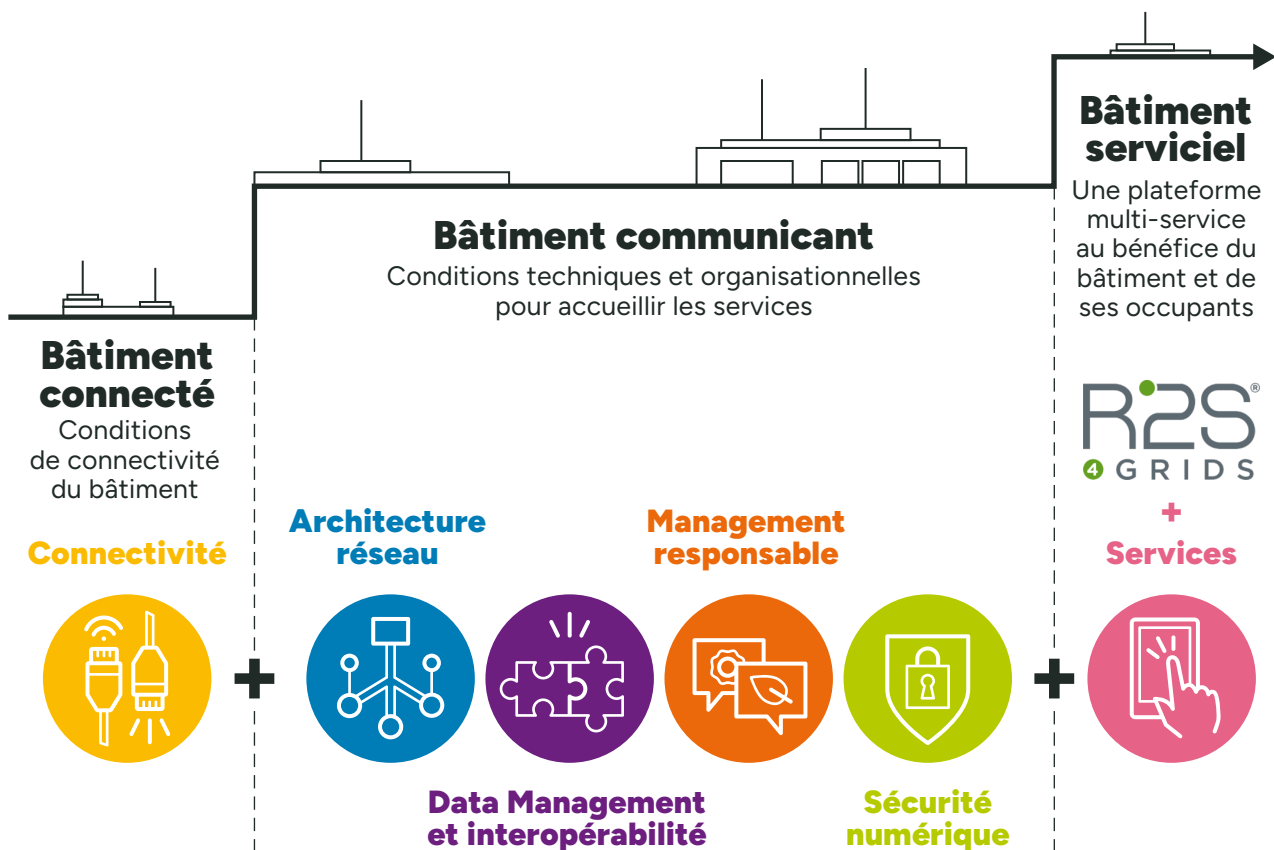 Bâtiment
connecté
Conditions
de connectivité
du bâtiment
Connectivité
Bâtiment communicant
Conditions techniques et organisationnelles
pour accueillir les services
Architecture
réseau
Data Management
et interopérabilité
Management
responsable
Sécurité
numérique
Bâtiment
serviciel
Une plateforme
multi-service
au bénéfice du
bâtiment et de
ses occupants
R2S®
4 GRIDS
+
Services
+
+